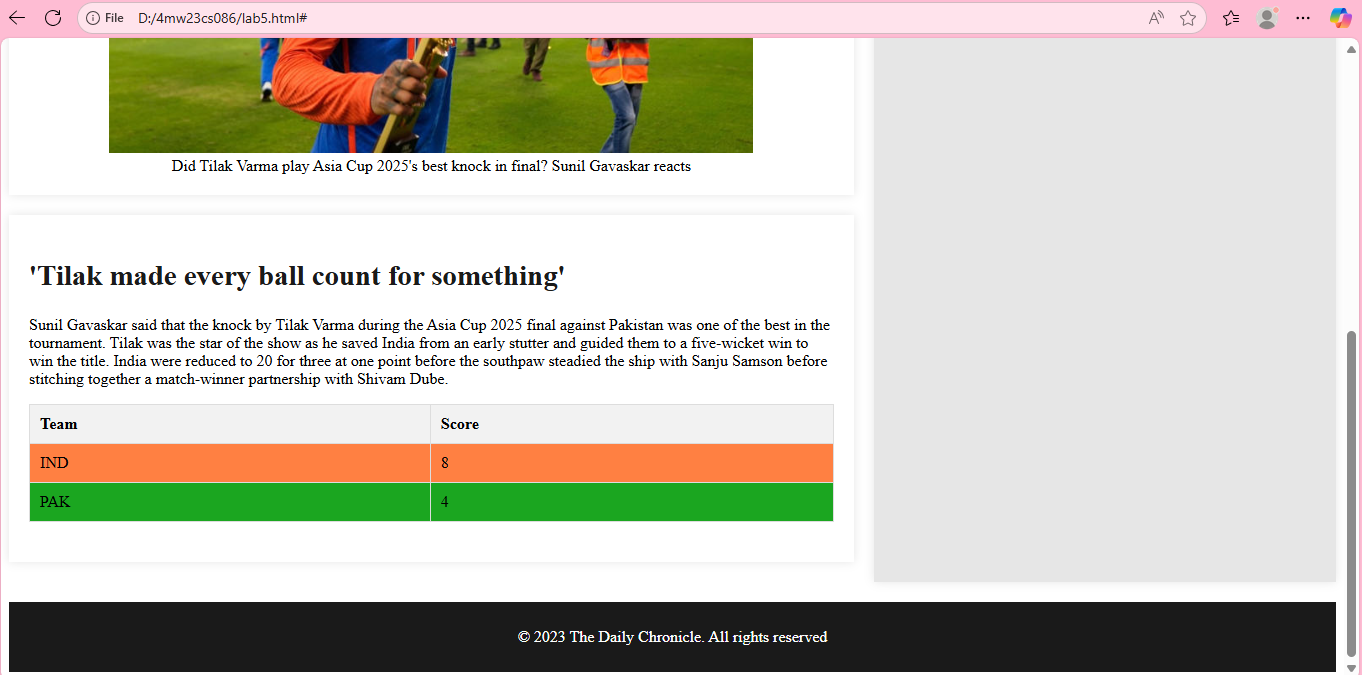 File D:/4mw23cs086/lab5.html#
Did Tilak Varma play Asia Cup 2025's best knock in final? Sunil Gavaskar reacts
'Tilak made every ball count for something'
Sunil Gavaskar said that the knock by Tilak Varma during the Asia Cup 2025 final against Pakistan was one of the best in the
tournament. Tilak was the star of the show as he saved India from an early stutter and guided them to a five-wicket win to
win the title. India were reduced to 20 for three at one point before the southpaw steadied the ship with Sanju Samson before
stitching together a match-winner partnership with Shivam Dube.
Team Score
IND 8
PAK 4
© 2023 The Daily Chronicle. All rights reserved